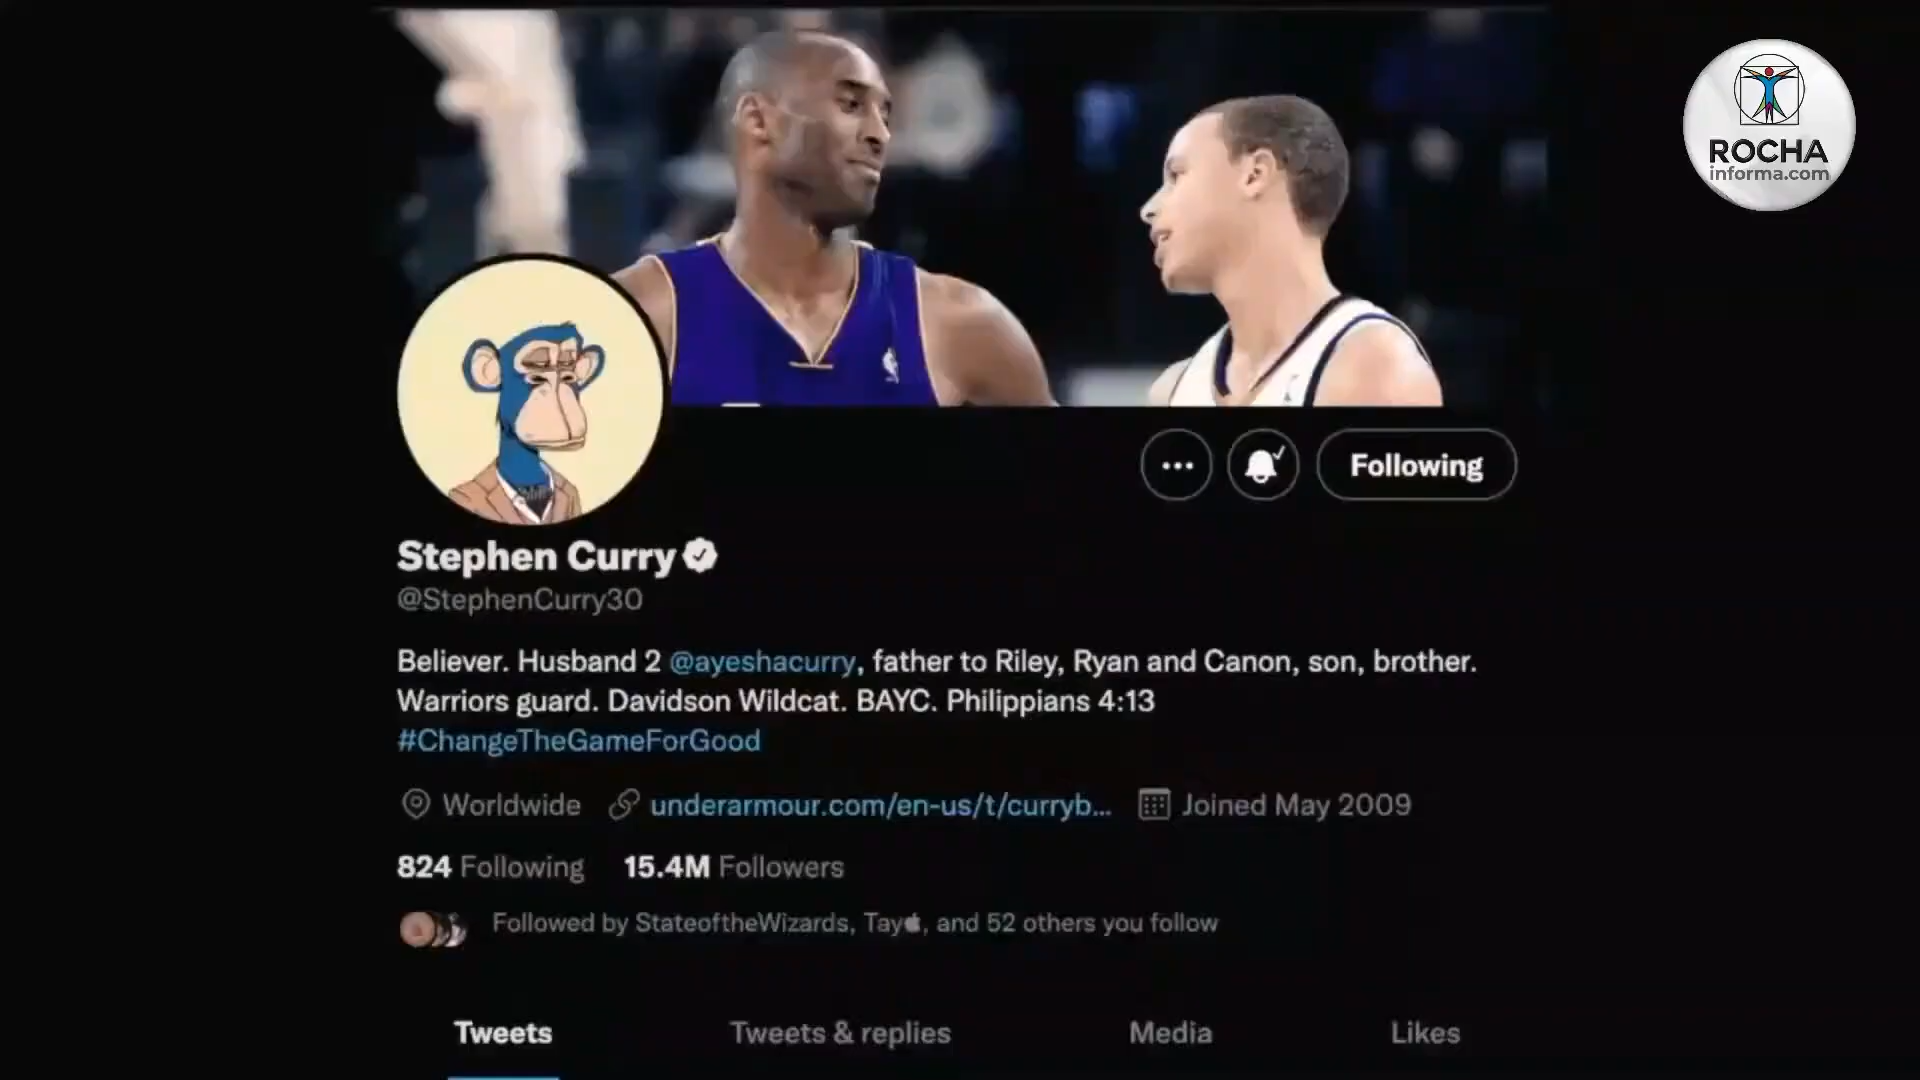 ROCHA
informa.com
Following
Stephen Curry
@StephenCurry30
Believer. Husband 2 @ayeshacurry, father to Riley, Ryan and Canon, son, brother.
Warriors guard. Davidson Wildcat. BAYC. Philippians 4:13
#ChangeTheGameForGood
Worldwide underarmour.com/en-us/t/curryb... Joined May 2009
824 Following 15.4M Followers
Followed by StateoftheWizards, Tay, and 52 others you follow
Tweets Tweets & replies Media Likes